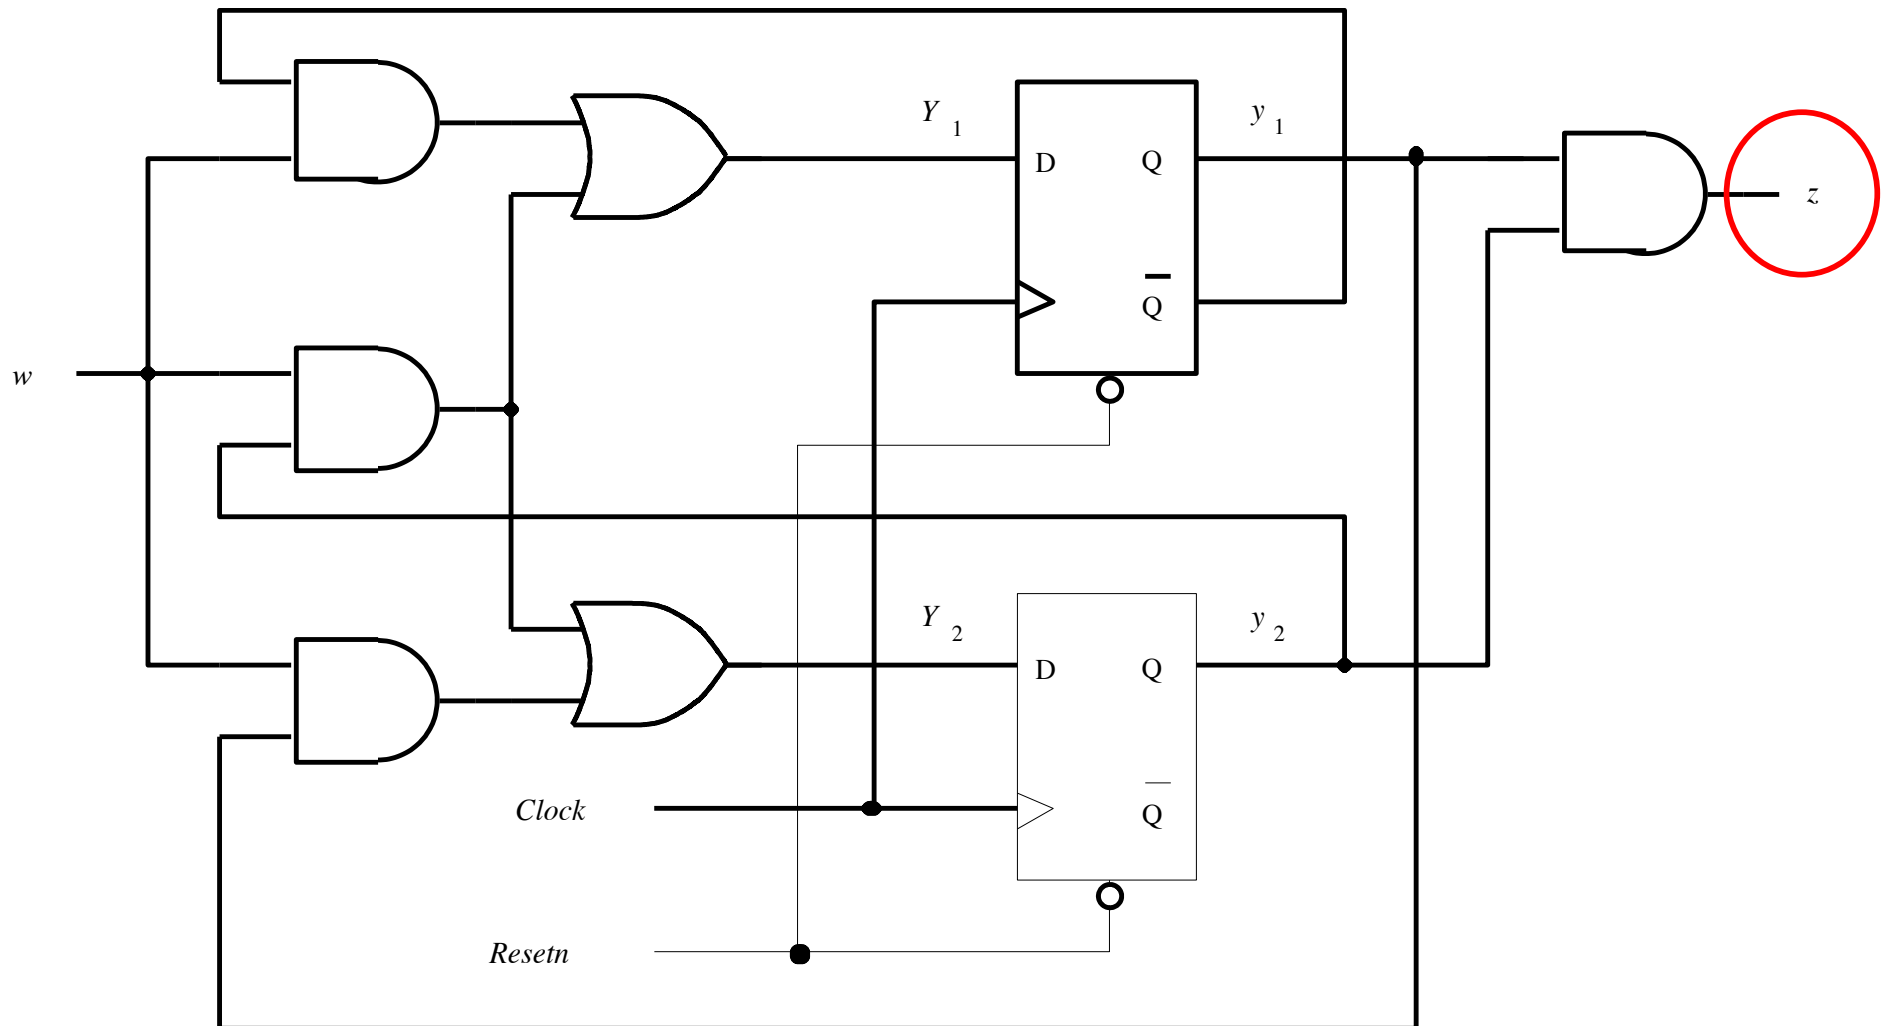 Y₁
y₁
D
Q
z
Q̅
w
Y₂
y₂
D
Q
Clock
Q̅
Resetn